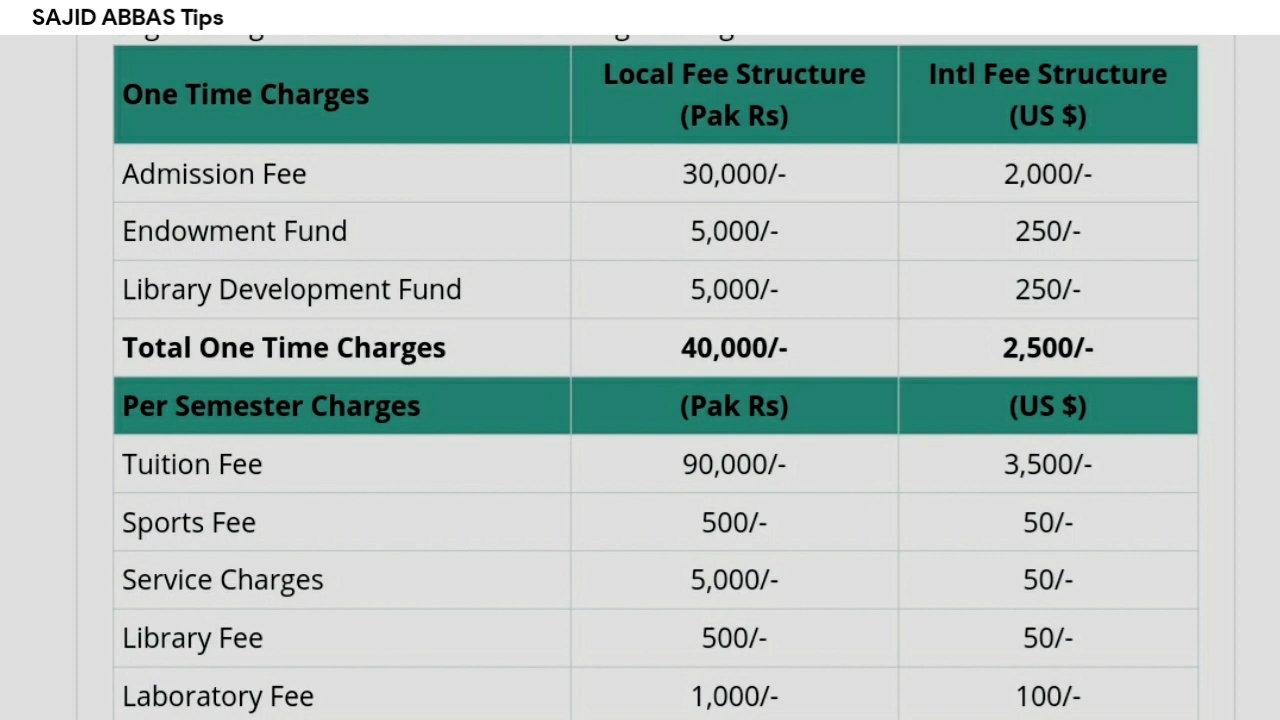 SAJID ABBAS Tips
One Time Charges Local Fee Structure (Pak Rs) Intl Fee Structure (US $)
Admission Fee 30,000/- 2,000/-
Endowment Fund 5,000/- 250/-
Library Development Fund 5,000/- 250/-
Total One Time Charges 40,000/- 2,500/-
Per Semester Charges (Pak Rs) (US $)
Tuition Fee 90,000/- 3,500/-
Sports Fee 500/- 50/-
Service Charges 5,000/- 50/-
Library Fee 500/- 50/-
Laboratory Fee 1,000/- 100/-